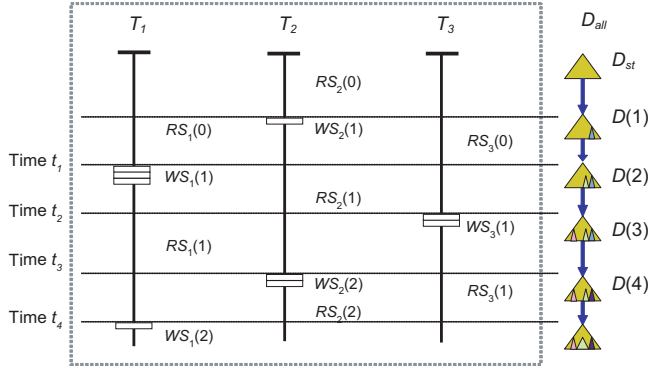 T1 T2 T3 Dall
Dst
RS2(0)
D(1)
RS1(0) WS2(1) RS3(0)
Time t1
WS1(1) D(2)
RS2(1)
Time t2
WS3(1) D(3)
RS1(1)
Time t3
WS2(2) RS3(1) D(4)
RS2(2)
Time t4
WS1(2)